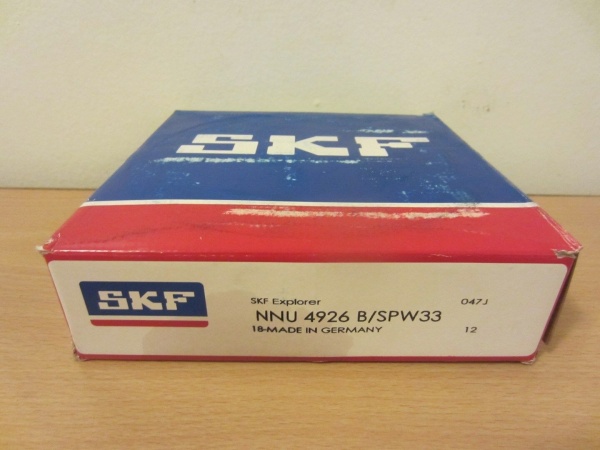 SKF
SKF
SKF Explorer 047J
NNU 4926 B/SPW33
18-MADE IN GERMANY 12